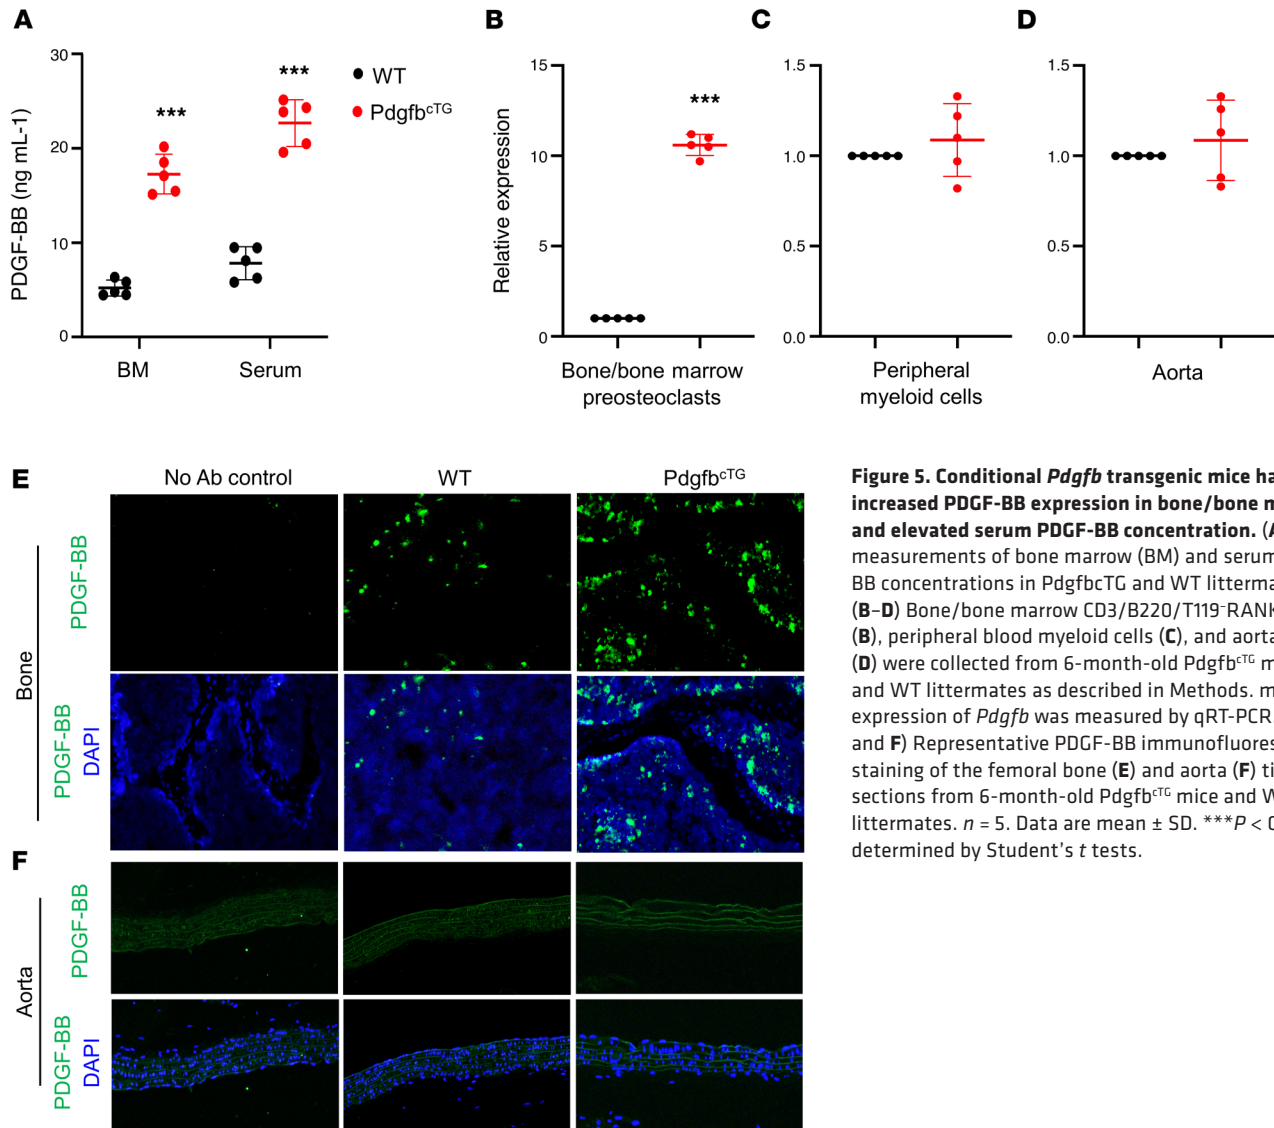 A
B
C
D
30
20
10
0
PDGF-BB (ng mL-1)
***
***
WT
Pdgfbcᵀᴳ
BM
Serum
15
10
5
0
Relative expression
***
Bone/bone marrow
preosteoclasts
1.5
1.0
0.5
0.0
Peripheral
myeloid cells
1.5
1.0
0.5
0.0
Aorta
E
No Ab control
WT
Pdgfbcᵀᴳ
Bone
PDGF-BB
PDGF-BB
DAPI
F
Aorta
PDGF-BB
PDGF-BB
DAPI
Figure 5. Conditional Pdgfb transgenic mice
increased PDGF-BB expression in bone/bone
and elevated serum PDGF-BB concentration. (A
measurements of bone marrow (BM) and serum
BB concentrations in PdgfbcTG and WT
(B–D) Bone/bone marrow CD3/B220/T119⁻RANK
(B), peripheral blood myeloid cells (C), and aorta
(D) were collected from 6-month-old Pdgfbcᵀᴳ
and WT littermates as described in Methods.
expression of Pdgfb was measured by qRT-PCR
and F) Representative PDGF-BB
staining of the femoral bone (E) and aorta (F)
sections from 6-month-old Pdgfbcᵀᴳ mice and
littermates. n = 5. Data are mean ± SD. ***P <
determined by Student's t tests.